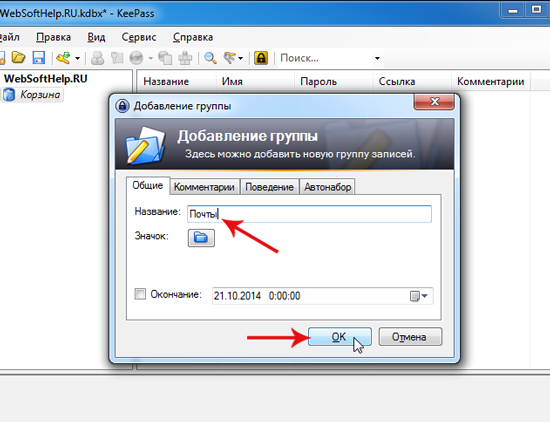 WebSoftHelp.RU.kdbx* - KeePass
айл Правка Вид Сервис Справка
Поиск...
WebSoftHelp.RU
Корзина
Название Имя Пароль Ссылка Комментарии
Добавление группы
Добавление группы
Здесь можно добавить новую группу записей.
Общие Комментарии Поведение Автонабор
Название: Почты
Значок:
Окончание: 21.10.2014 0:00:00
OK Отмена